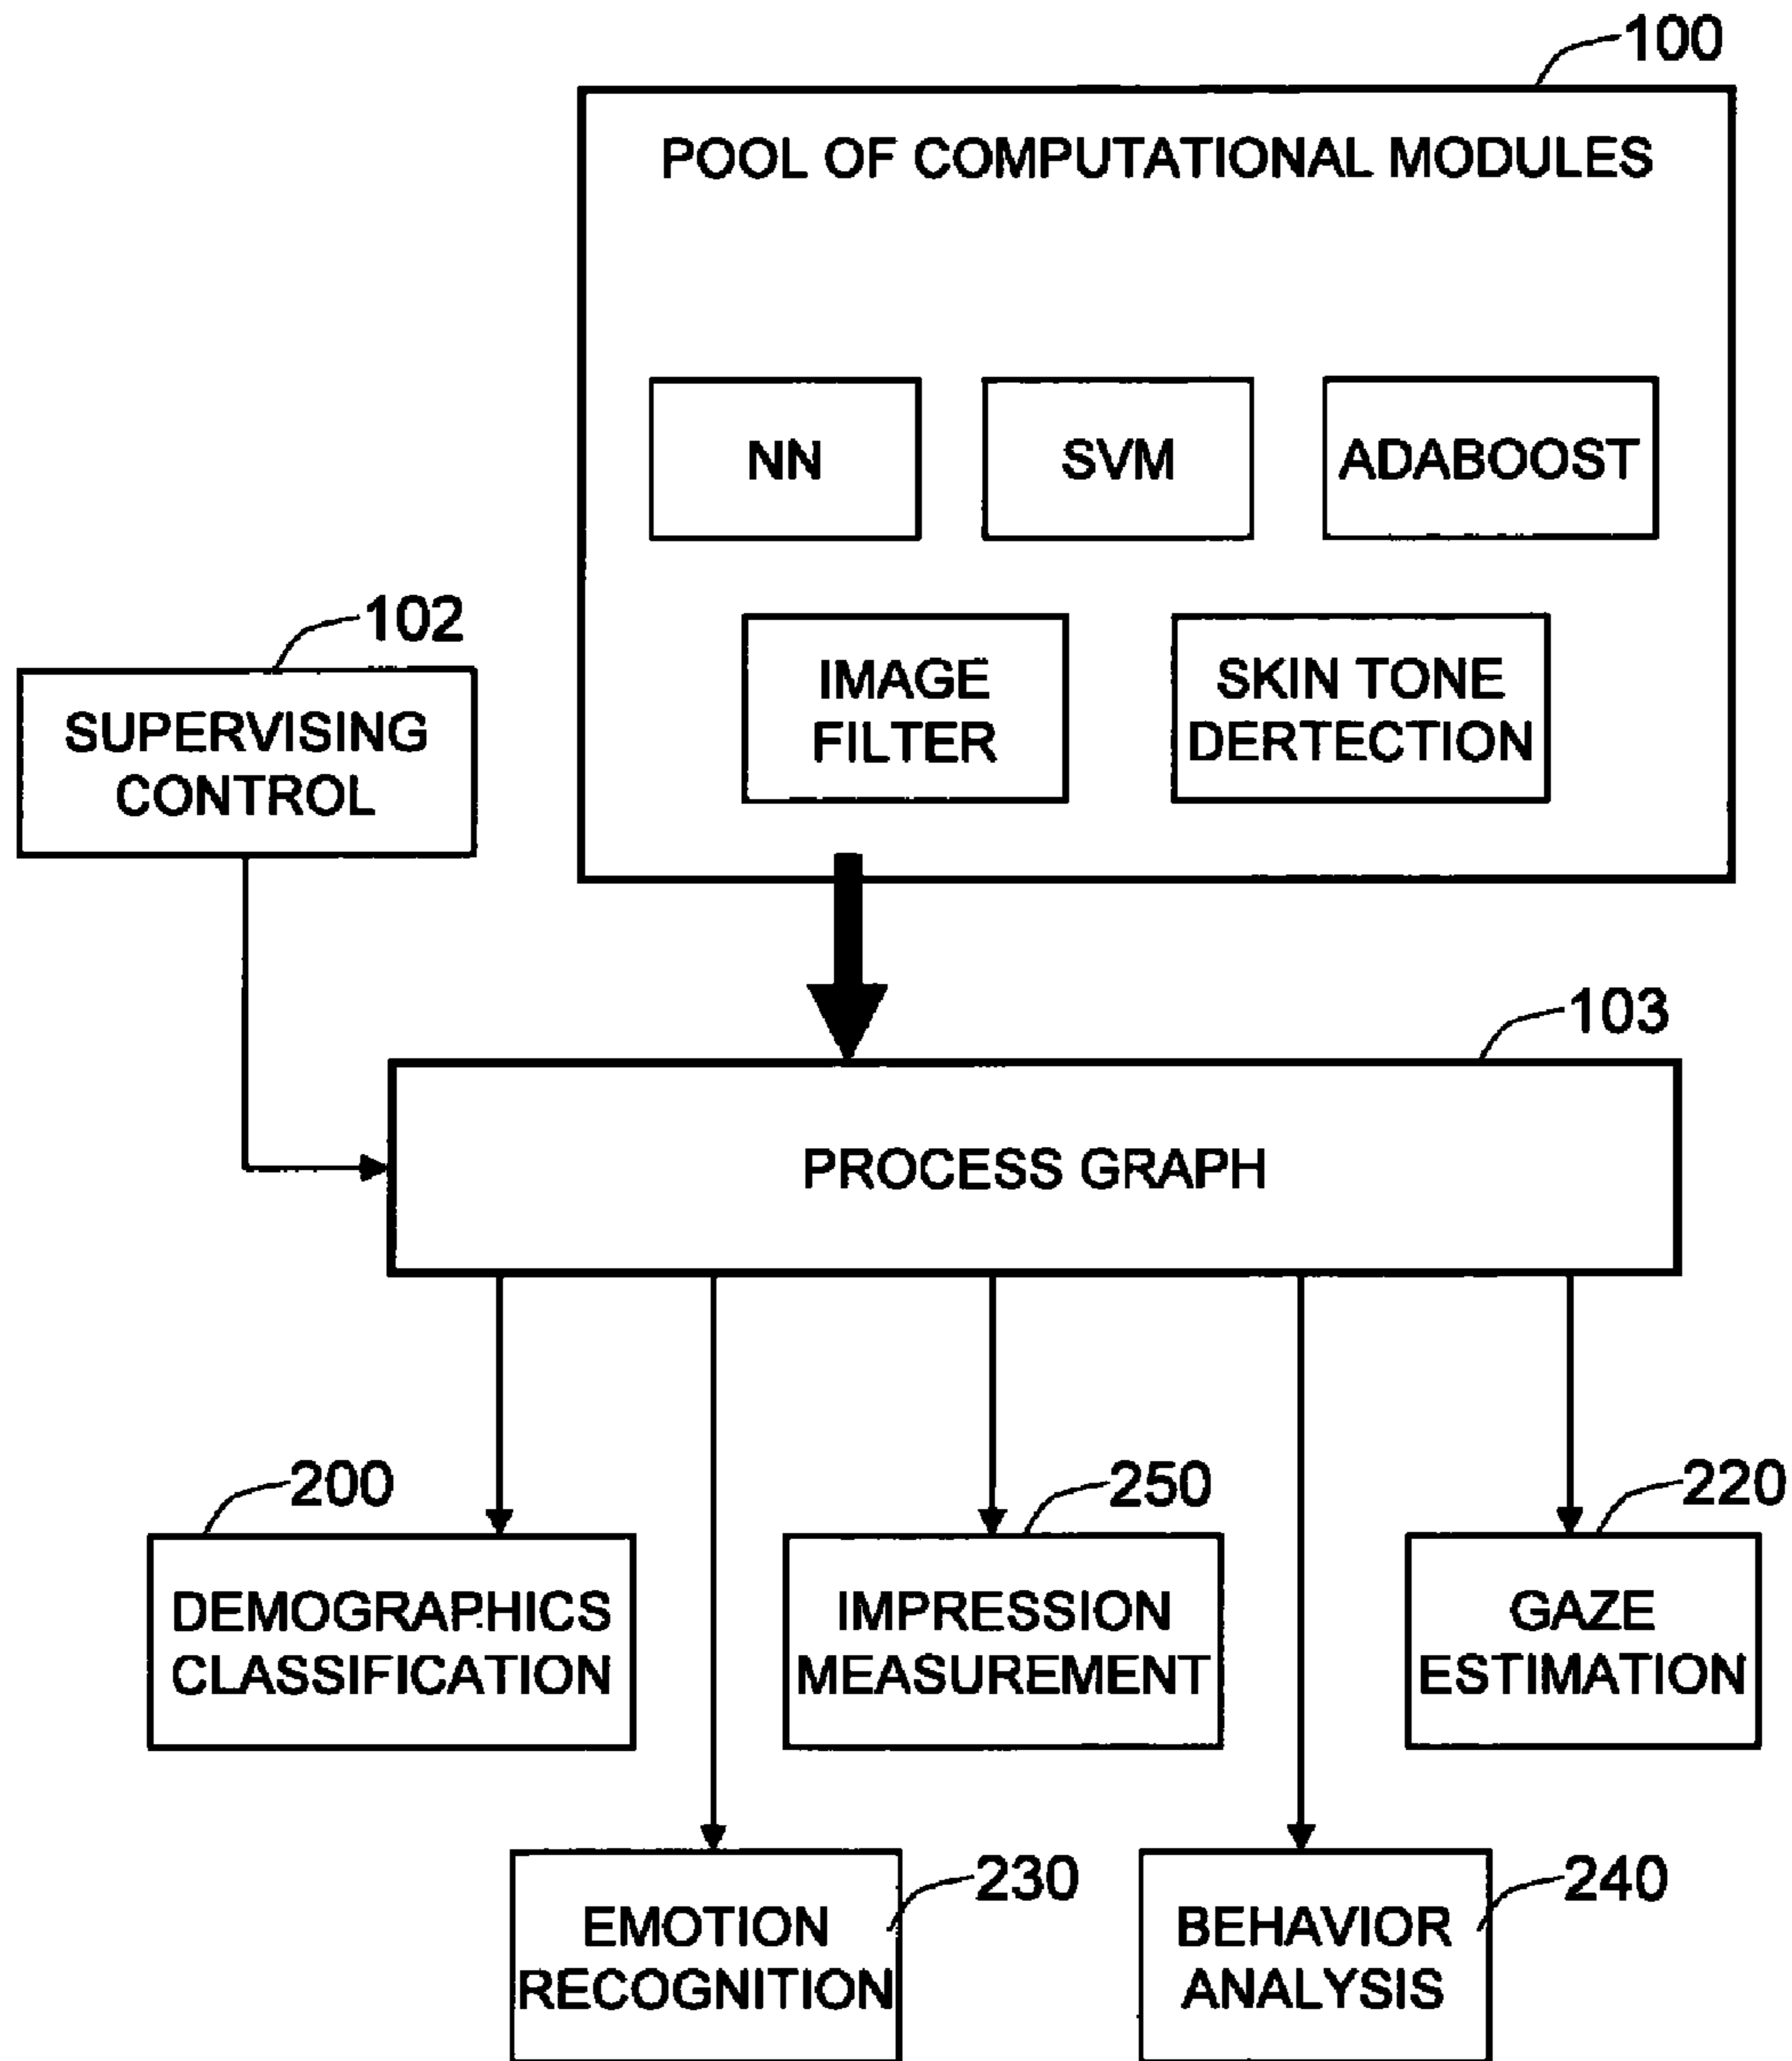 100
POOL OF COMPUTATIONAL MODULES
NN
SVM
ADABOOST
IMAGE
FILTER
SKIN TONE
DERTECTION
102
SUPERVISING
CONTROL
103
PROCESS GRAPH
200
DEMOGRAPHICS
CLASSIFICATION
250
IMPRESSION
MEASUREMENT
220
GAZE
ESTIMATION
230
EMOTION
RECOGNITION
240
BEHAVIOR
ANALYSIS